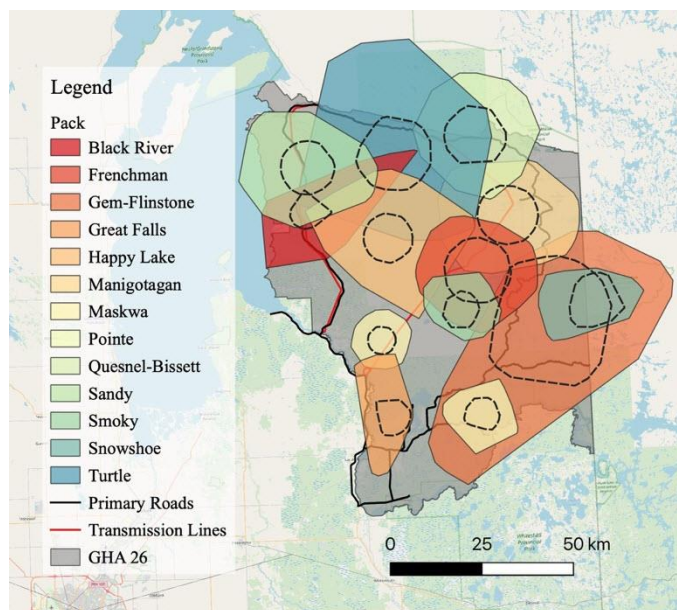 Legend
Pack
Black River
Frenchman
Gem-Flinstone
Great Falls
Happy Lake
Manigotagan
Maskwa
Pointe
Quesnel-Bissett
Sandy
Smoky
Snowshoe
Turtle
Primary Roads
Transmission Lines
GHA 26
0 25 50 km